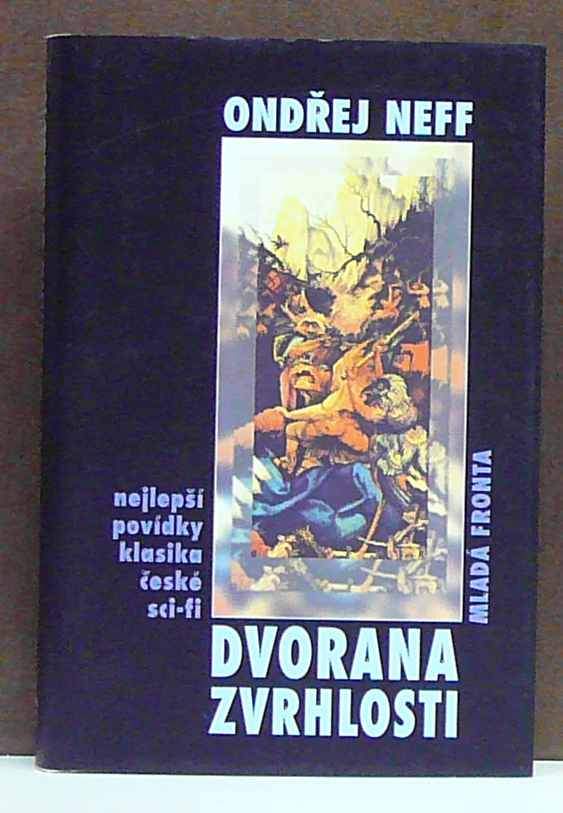 ONDŘEJ NEFF
nejlepší
povídky
klasika
české
sci-fi
MLADÁ FRONTA
DVORANA
ZVRHLOSTI